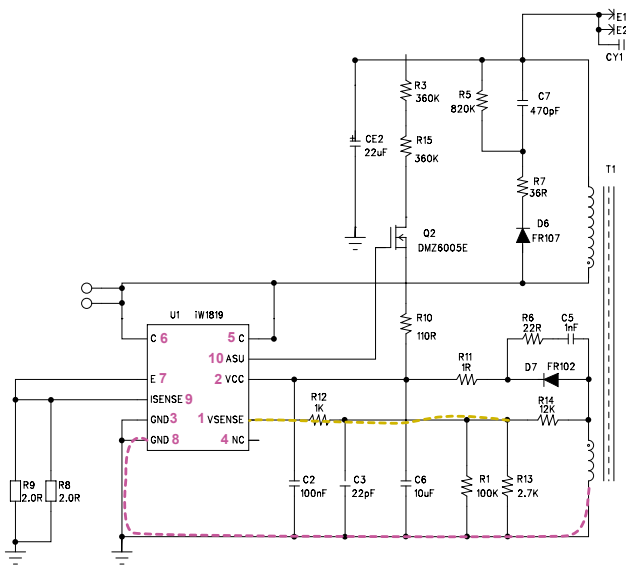 E1
E2
CY1
R3
360K
R5
820K
C7
470pF
CE2
22uF
R15
360K
T1
R7
36R
D6
FR107
Q2
DMZ6005E
U1 iW1819
R10
110R
R6
22R
C5
1nF
C 6
5 C
10 ASU
E 7
2 VCC
R11
1R
D7 FR102
ISENSE 9
R12
1K
R14
12K
GND 3
1 VSENSE
GND 8
4 NC
R9
2.0R
R8
2.0R
C2
100nF
C3
22pF
C6
10uF
R1
100K
R13
2.7K